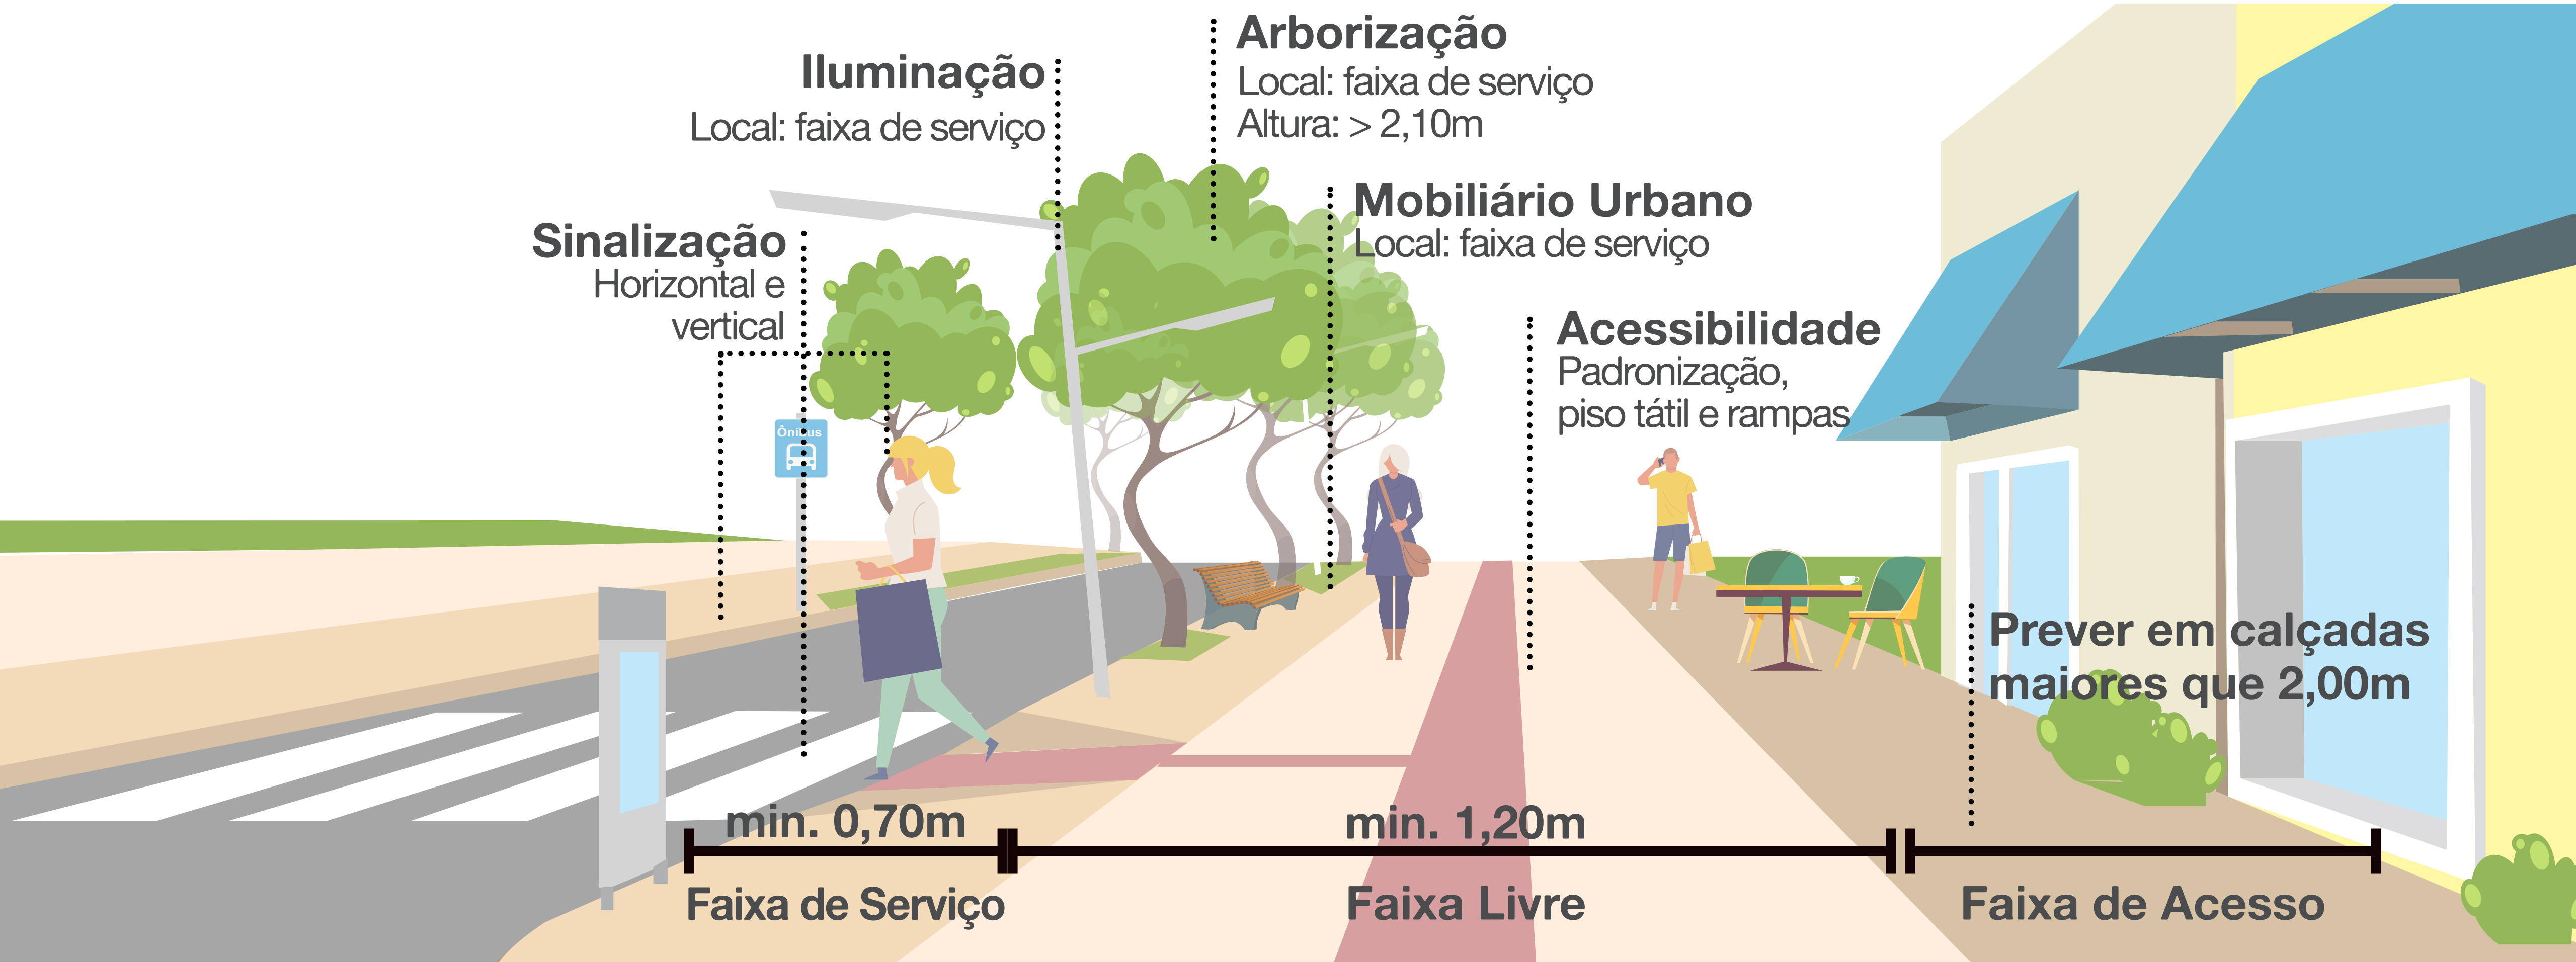 Arborização
Local: faixa de serviço
Altura: > 2,10m
Iluminação
Local: faixa de serviço
Mobiliário Urbano
Local: faixa de serviço
Sinalização
Horizontal e
vertical
Acessibilidade
Padronização,
piso tátil e rampas
Ônibus
Prever em calçadas
maiores que 2,00m
min. 0,70m
min. 1,20m
Faixa de Serviço
Faixa Livre
Faixa de Acesso